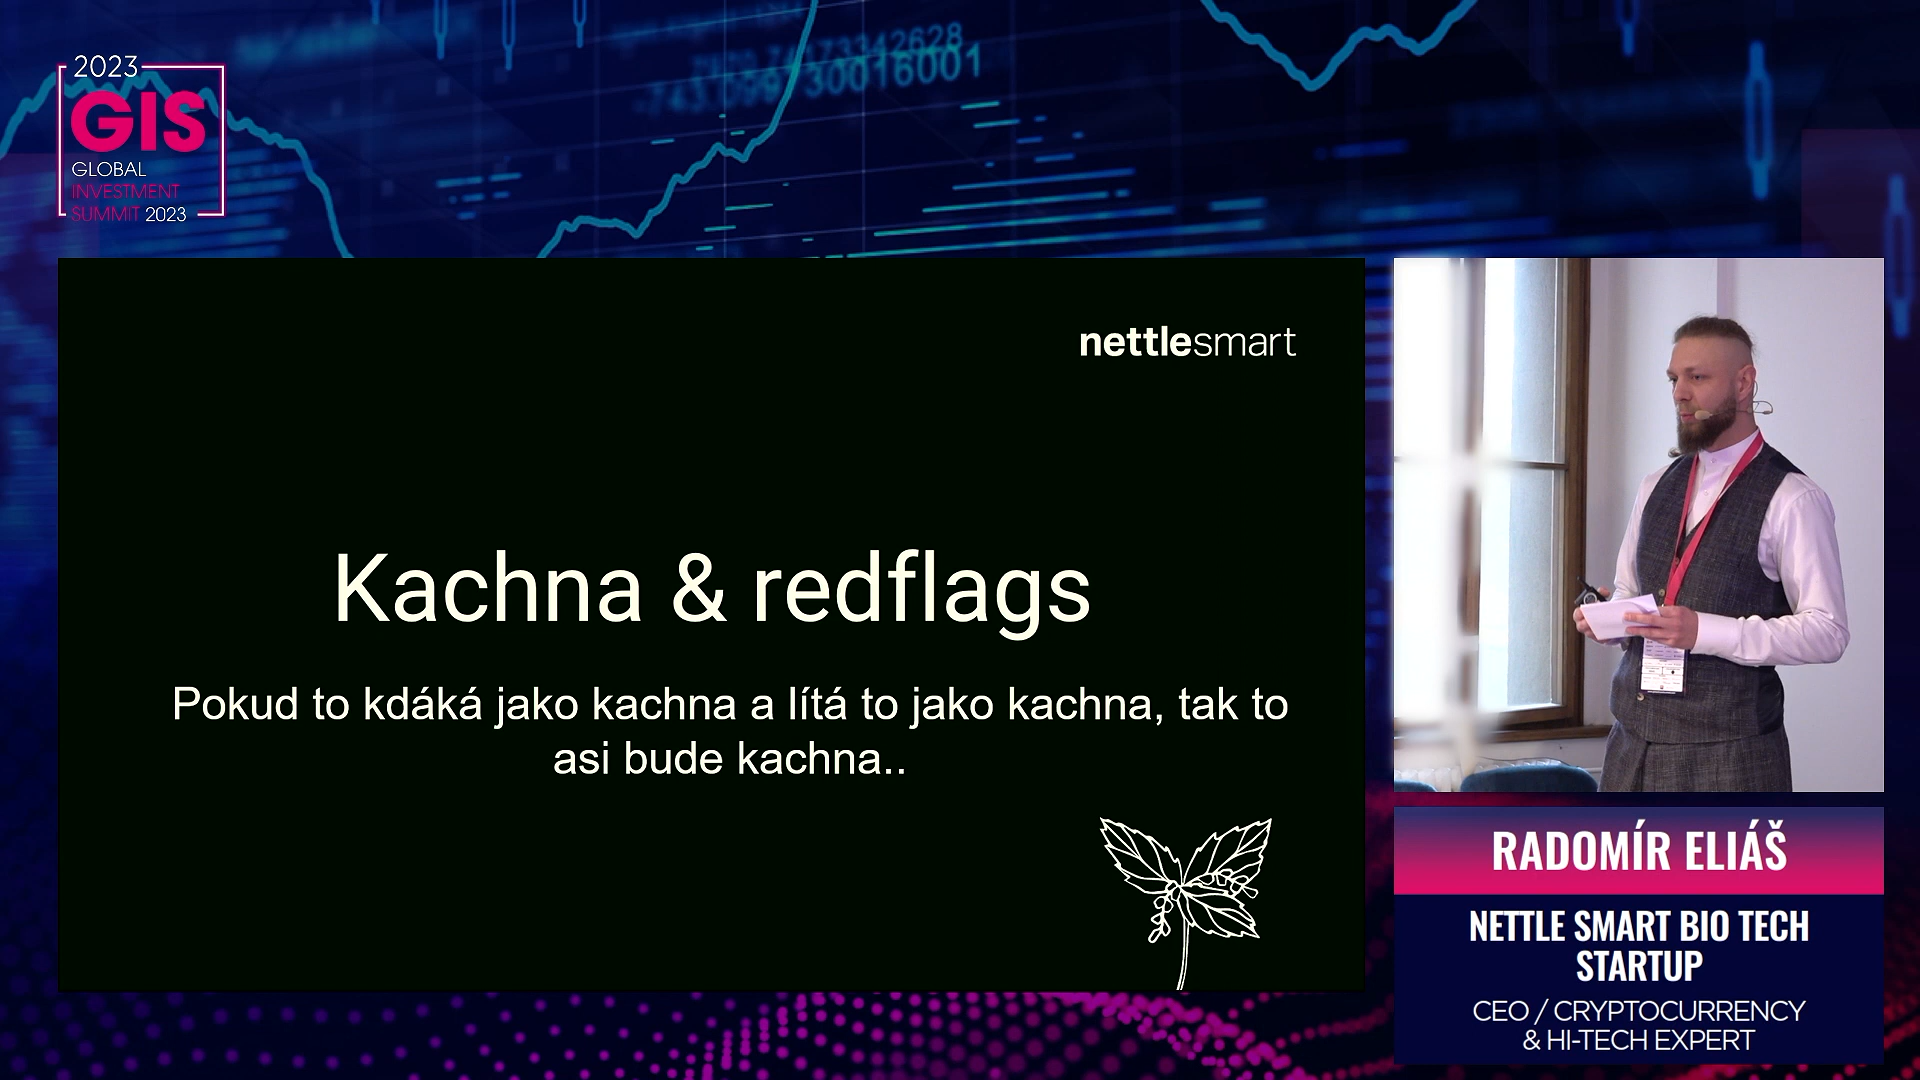 2023
GIS
GLOBAL
INVESTMENT
SUMMIT 2023
nettlesmart
Kachna & redflags
Pokud to kdáká jako kachna a lítá to jako kachna, tak to
asi bude kachna..
RADOMÍR ELIÁŠ
NETTLE SMART BIO TECH
STARTUP
CEO / CRYPTOCURRENCY
& HI-TECH EXPERT